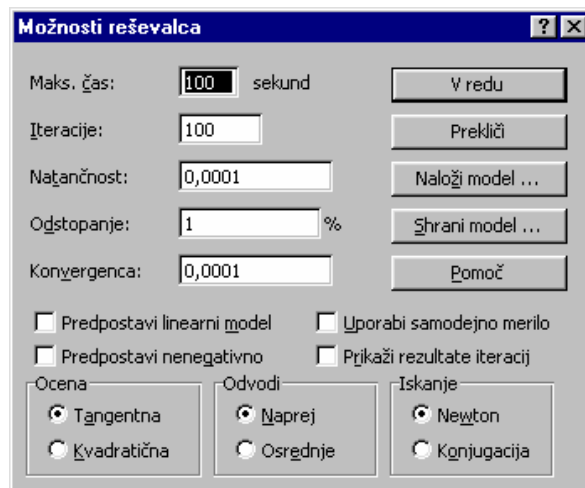 Možnosti reševalca
Maks. čas: 100 sekund
V redu
Iteracije: 100
Prekliči
Natančnost: 0,0001
Naloži model ...
Odstopanje: 1 %
Shrani model ...
Konvergenca: 0,0001
Pomoč
Predpostavi linearni model
Uporabi samodejno merilo
Predpostavi nenegativno
Prikaži rezultate iteracij
Ocena
Tangentna
Kvadratična
Odvodi
Naprej
Osrednje
Iskanje
Newton
Konjugacija